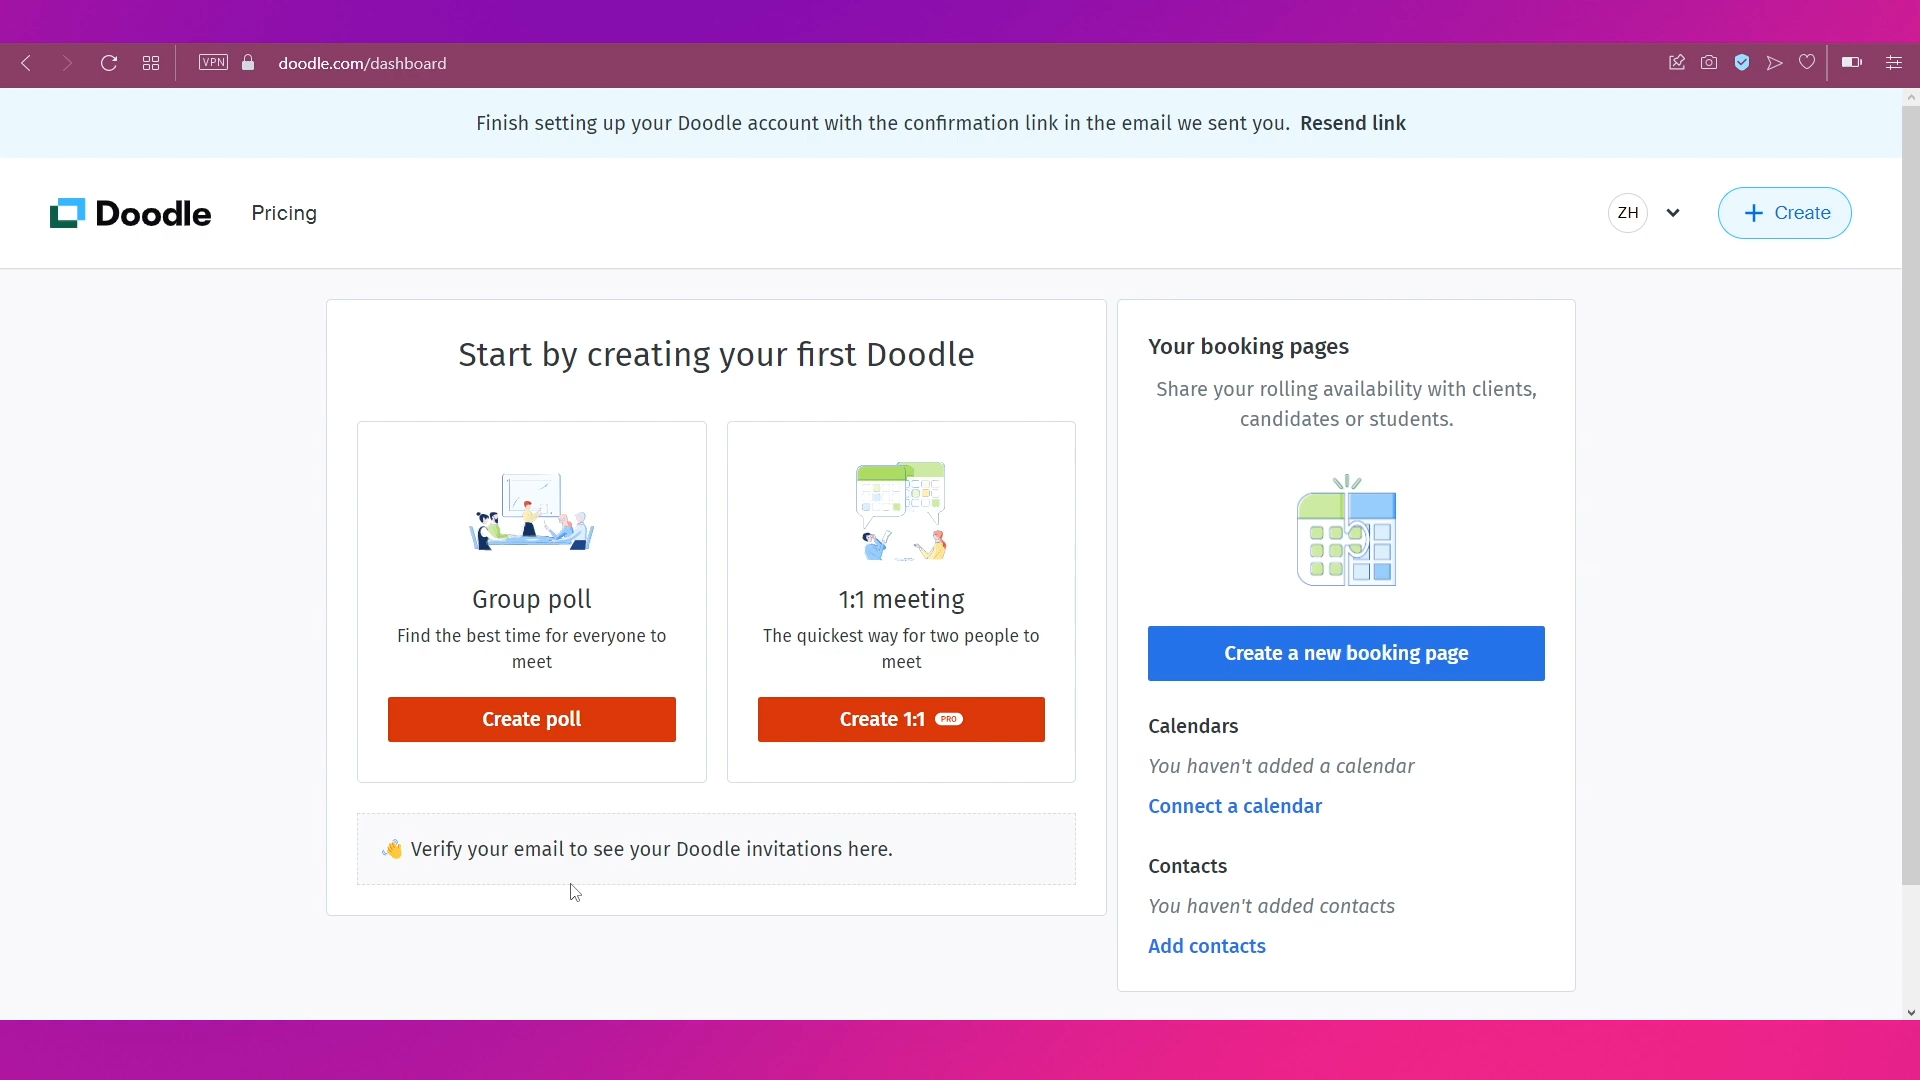 VPN doodle.com/dashboard
Finish setting up your Doodle account with the confirmation link in the email we sent you. Resend link
Doodle Pricing ZH + Create
Start by creating your first Doodle
Group poll
Find the best time for everyone to
meet
Create poll
1:1 meeting
The quickest way for two people to
meet
Create 1:1 PRO
👋 Verify your email to see your Doodle invitations here.
Your booking pages
Share your rolling availability with clients,
candidates or students.
Create a new booking page
Calendars
You haven't added a calendar
Connect a calendar
Contacts
You haven't added contacts
Add contacts